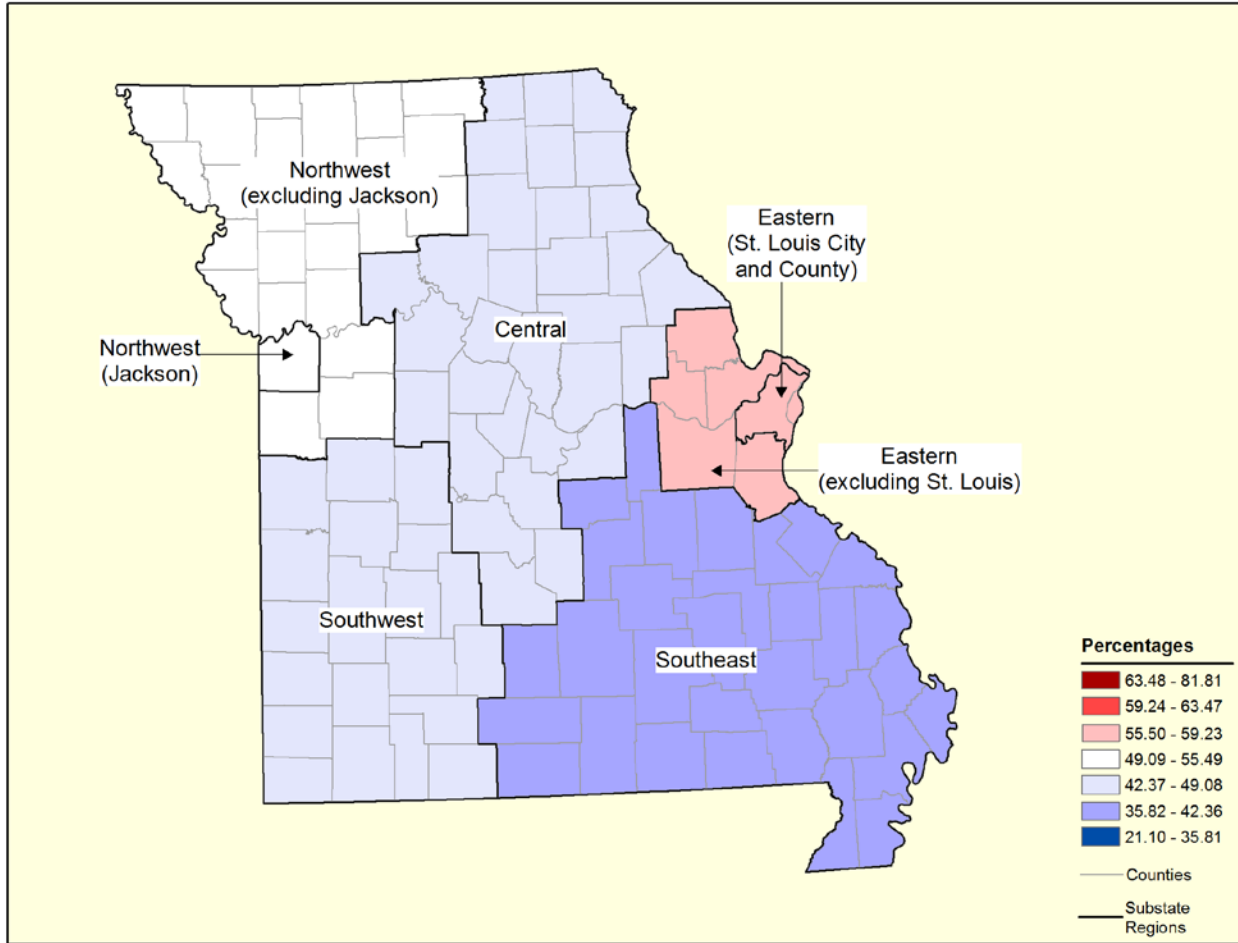 Northwest
(excluding Jackson)
Eastern
(St. Louis City
and County)
Central
Northwest
(Jackson)
Eastern
(excluding St. Louis)
Southwest
Southeast
Percentages
63.48 - 81.81
59.24 - 63.47
55.50 - 59.23
49.09 - 55.49
42.37 - 49.08
35.82 - 42.36
21.10 - 35.81
Counties
Substate
Regions